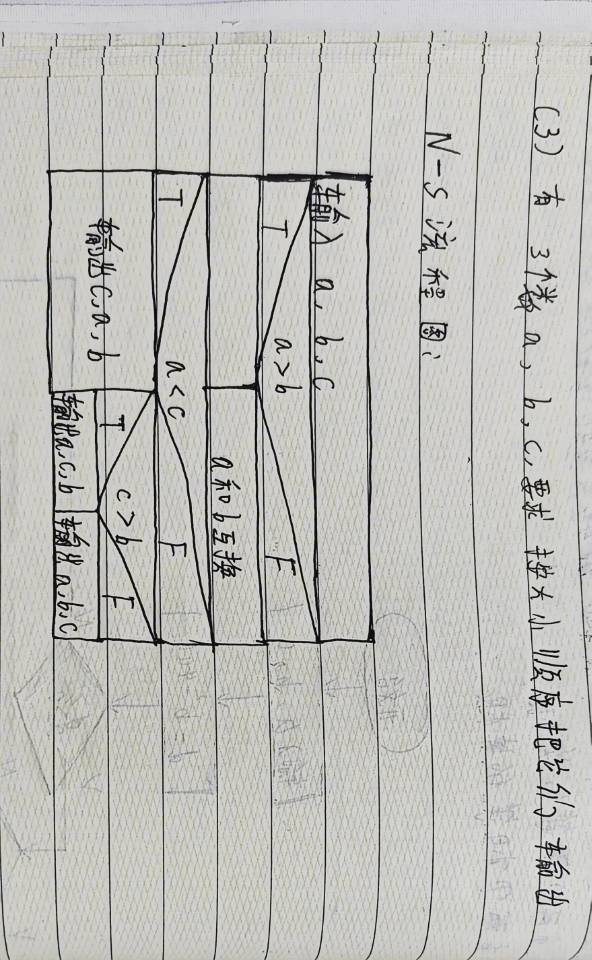 (3) 有 3个数 a, b, c, 要求 按大小顺序把它们输出
N-S 流程图:
输入 a, b, c
T a>b F
a和b互换
T a<c F
T c>b F
输出c,a,b
输出a,c,b 输出a,b,c